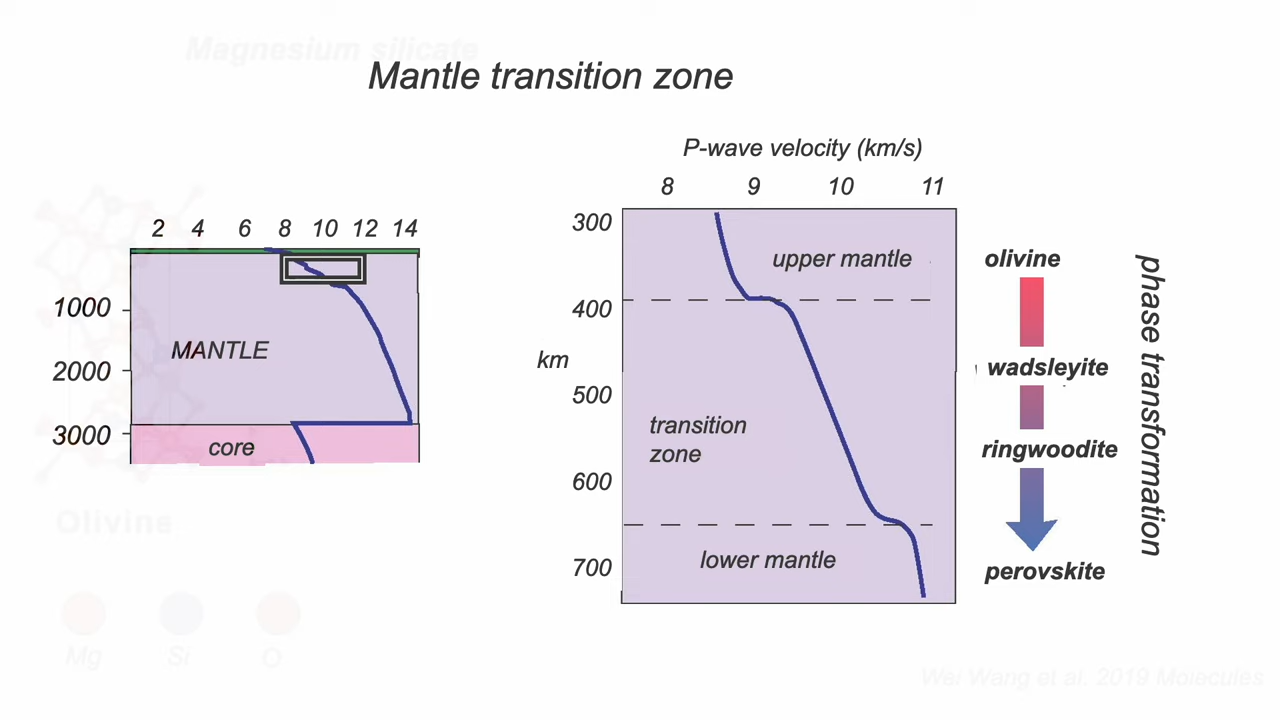 Magnesium silicate
Mantle transition zone
P-wave velocity (km/s)
8 9 10 11
2 4 6 8 10 12 14
300
upper mantle
olivine
400
1000
MANTLE
km
wadsleyite
2000
500
transition
zone
3000
core
ringwoodite
600
phase transformation
Olivine
lower mantle
700
perovskite
Mg Si O
Wei Wang et al. 2019 Molecules